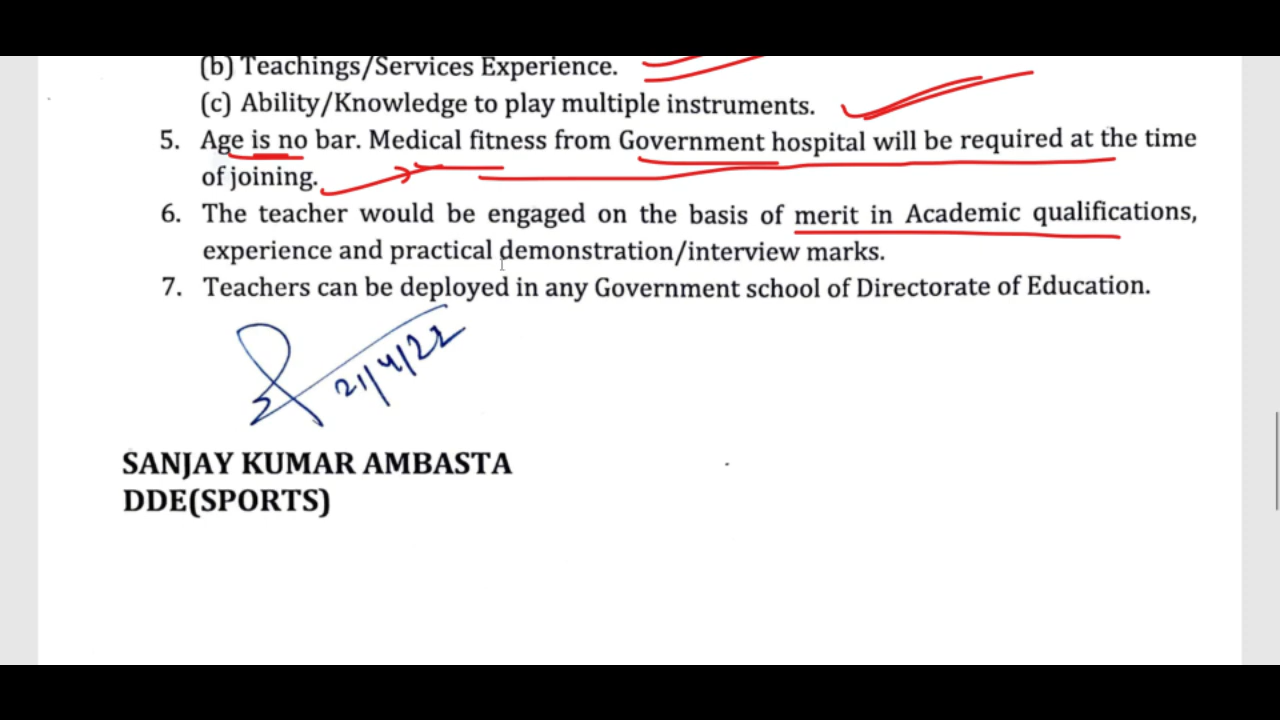 (b) Teachings/Services Experience.
(c) Ability/Knowledge to play multiple instruments.
5. Age is no bar. Medical fitness from Government hospital will be required at the time
of joining.
6. The teacher would be engaged on the basis of merit in Academic qualifications,
experience and practical demonstration/interview marks.
7. Teachers can be deployed in any Government school of Directorate of Education.
21/4/22
SANJAY KUMAR AMBASTA
DDE(SPORTS)